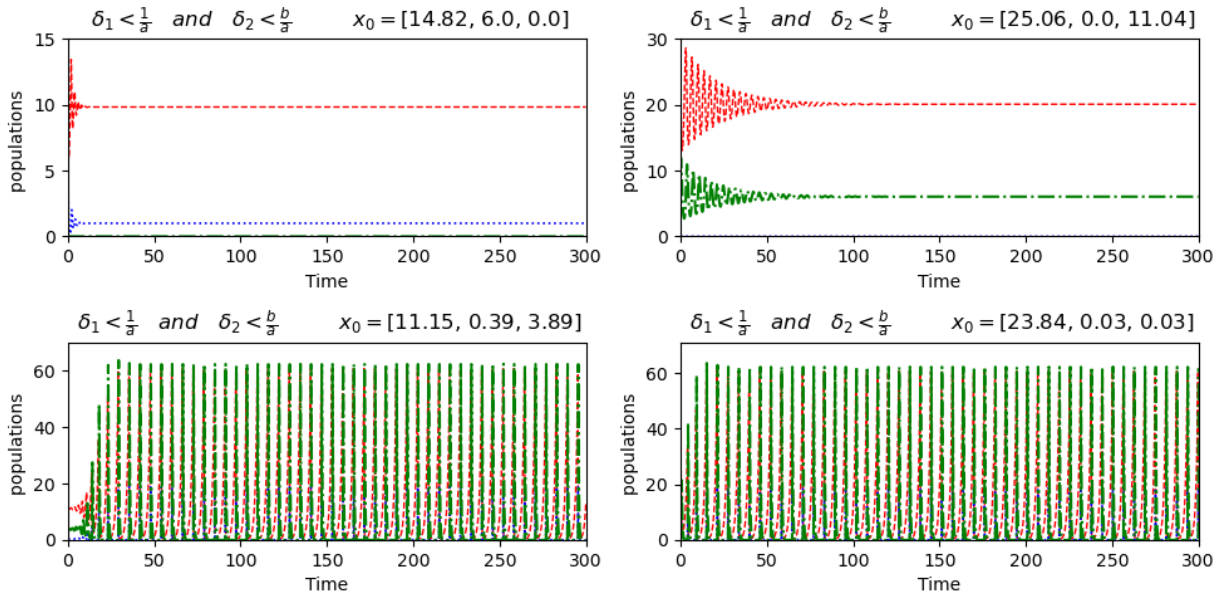 δ₁ < 1/a and δ₂ < b/a x₀ = [14.82, 6.0, 0.0]
15
10
5
0
populations
0 50 100 150 200 250 300
Time
δ₁ < 1/a and δ₂ < b/a x₀ = [25.06, 0.0, 11.04]
30
20
10
0
populations
0 50 100 150 200 250 300
Time
δ₁ < 1/a and δ₂ < b/a x₀ = [11.15, 0.39, 3.89]
60
40
20
0
populations
0 50 100 150 200 250 300
Time
δ₁ < 1/a and δ₂ < b/a x₀ = [23.84, 0.03, 0.03]
60
40
20
0
populations
0 50 100 150 200 250 300
Time